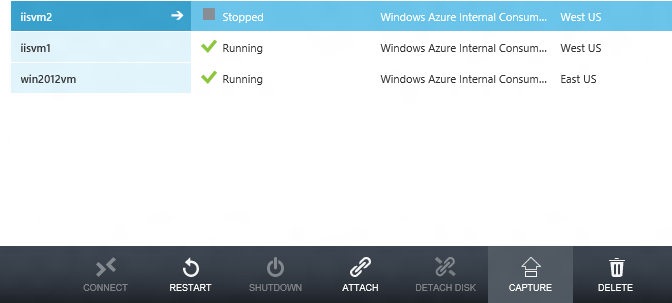 iisvm2 Stopped Windows Azure Internal Consum... West US
iisvm1 Running Windows Azure Internal Consum... West US
win2012vm Running Windows Azure Internal Consum... East US
CONNECT RESTART SHUTDOWN ATTACH DETACH DISK CAPTURE DELETE